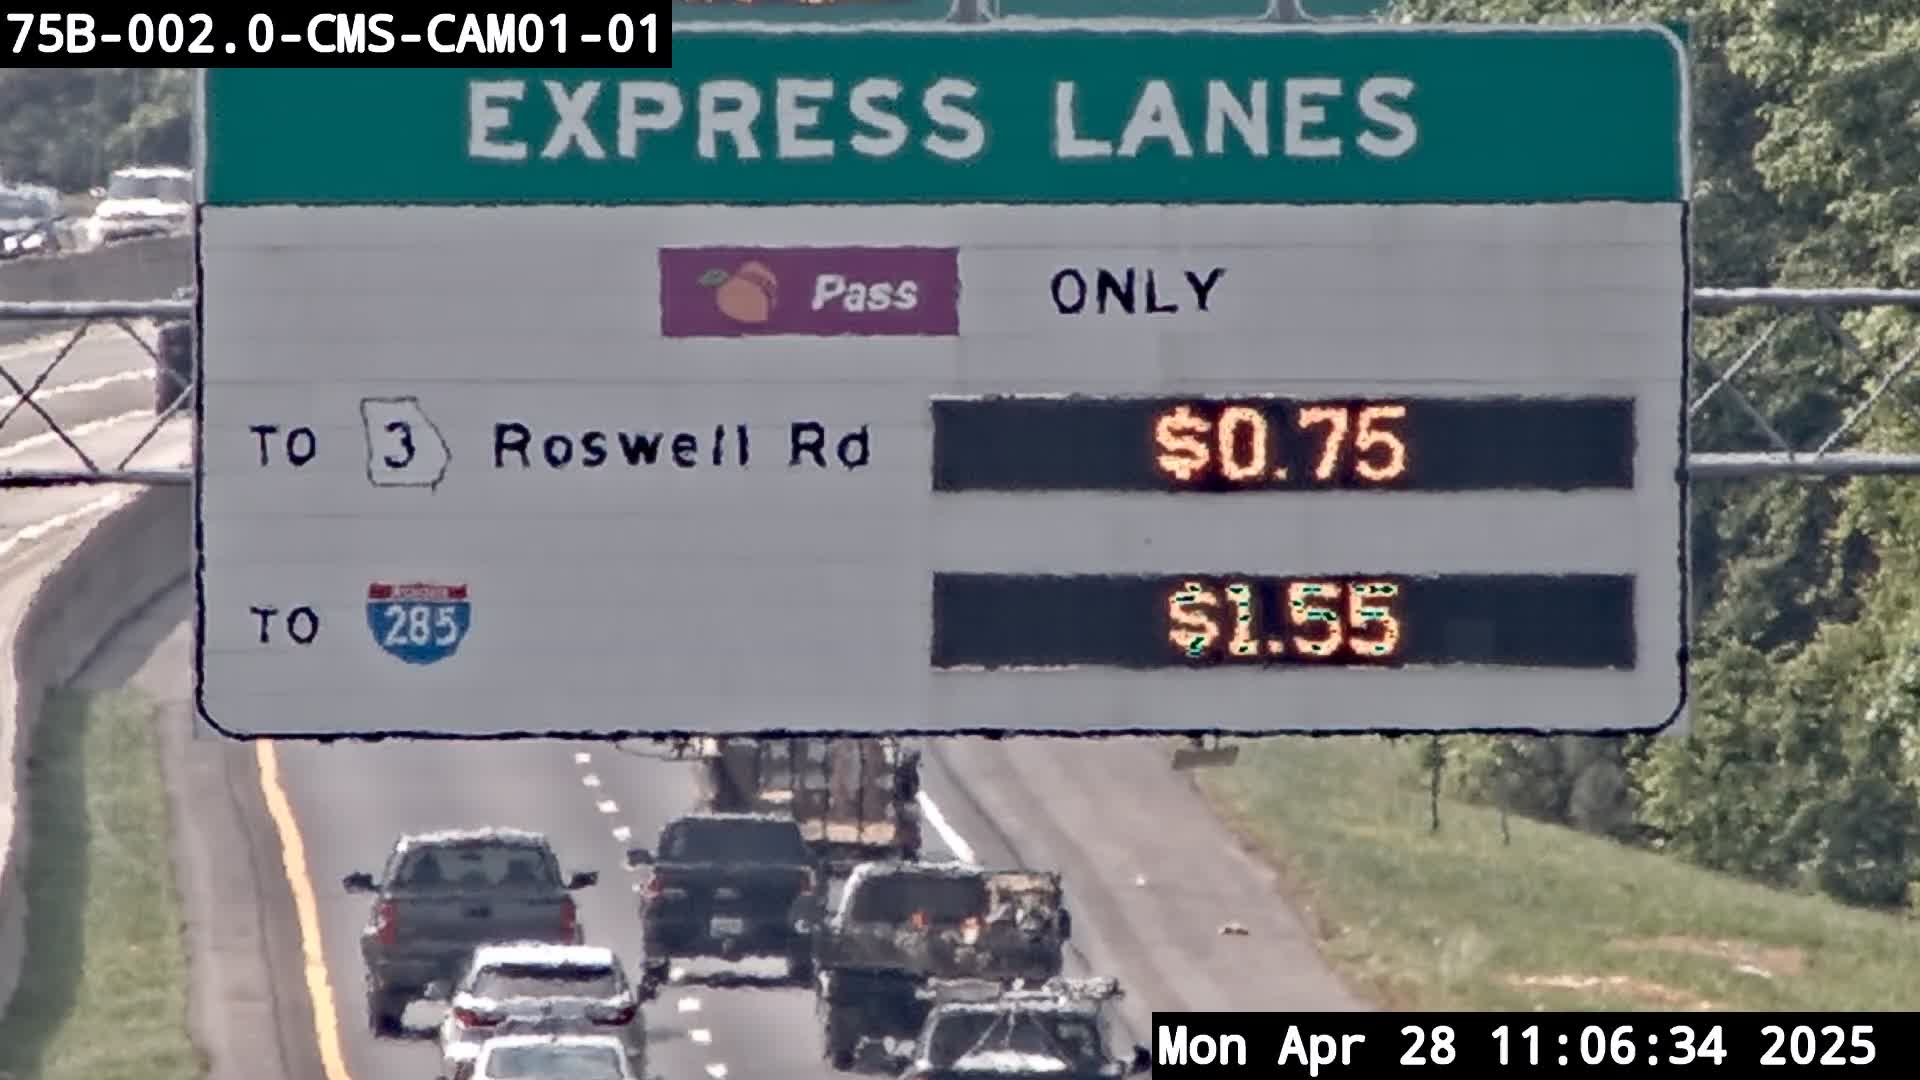 75B-002.0-CMS-CAM01-01
EXPRESS LANES
Pass ONLY
TO 3 Roswell Rd $0.75
TO 285 $1.55
Mon Apr 28 11:06:34 2025